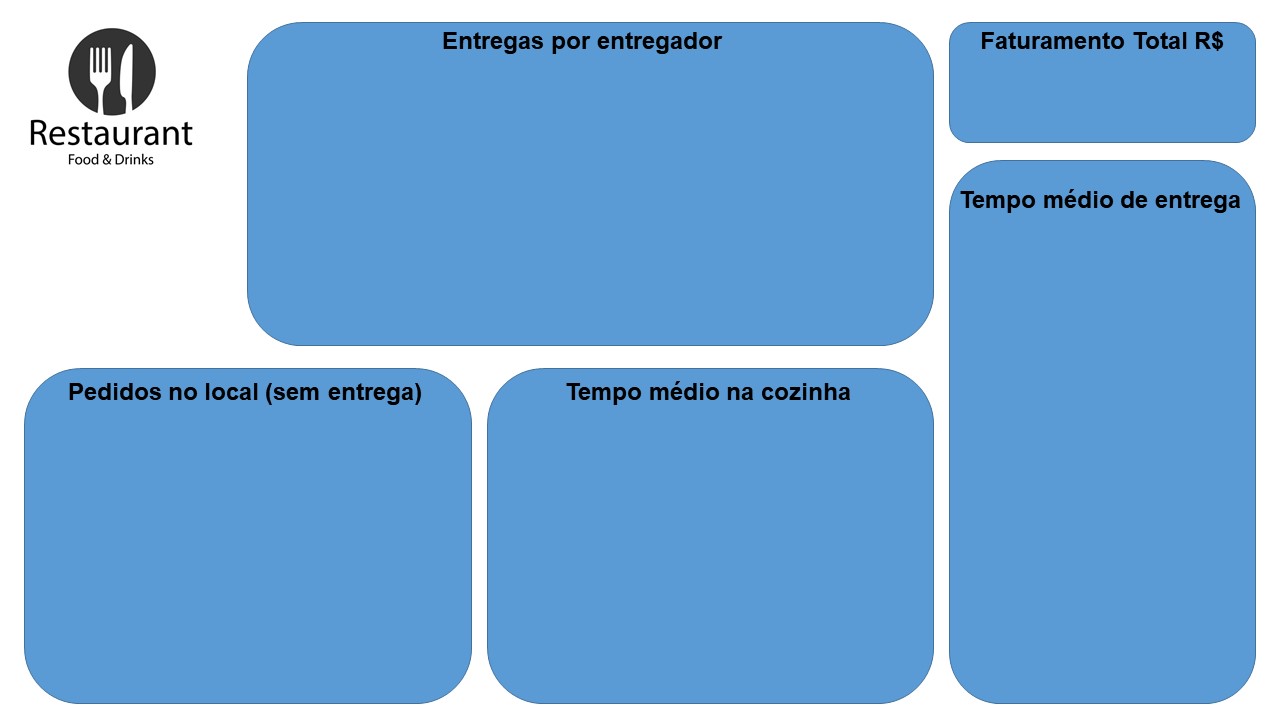 Restaurant
Food & Drinks
Entregas por entregador
Faturamento Total R$
Tempo médio de entrega
Pedidos no local (sem entrega)
Tempo médio na cozinha